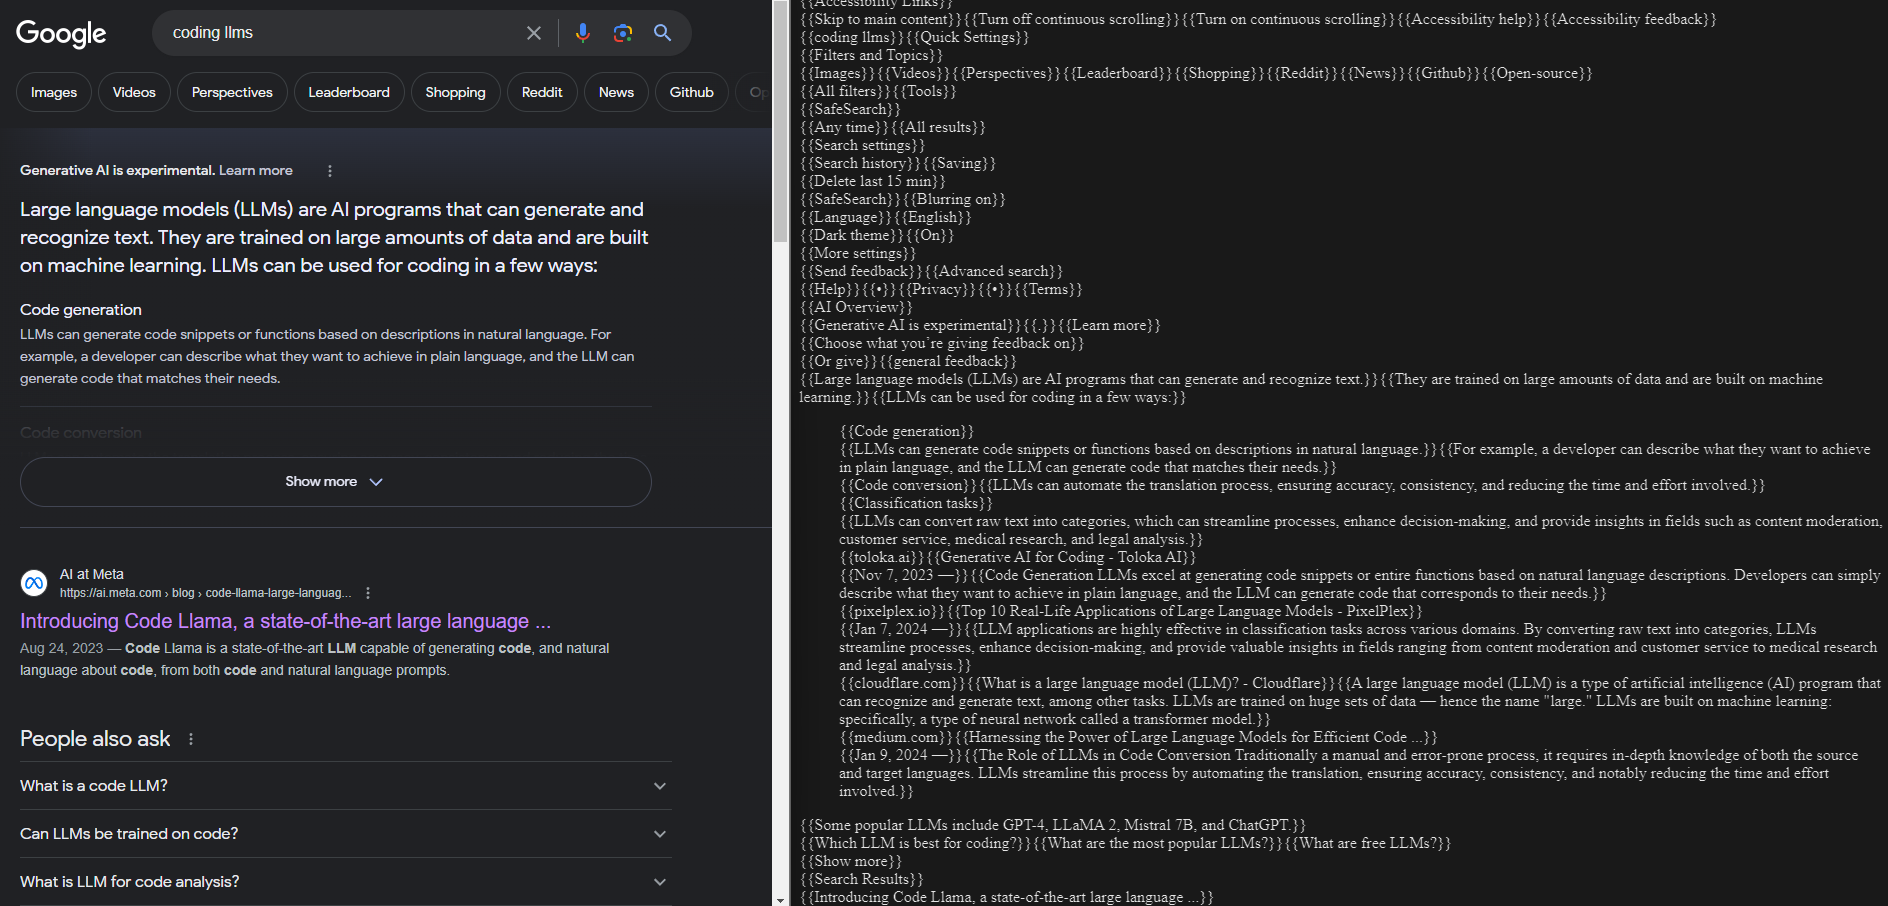 Google
coding llms
Images Videos Perspectives Leaderboard Shopping Reddit News Github Op
Generative AI is experimental. Learn more
Large language models (LLMs) are AI programs that can generate and
recognize text. They are trained on large amounts of data and are built
on machine learning. LLMs can be used for coding in a few ways:
Code generation
LLMs can generate code snippets or functions based on descriptions in natural language. For
example, a developer can describe what they want to achieve in plain language, and the LLM can
generate code that matches their needs.
Code conversion
Show more
AI at Meta
https://ai.meta.com › blog › code-llama-large-languag...
Introducing Code Llama, a state-of-the-art large language ...
Aug 24, 2023 — Code Llama is a state-of-the-art LLM capable of generating code, and natural
language about code, from both code and natural language prompts.
People also ask
What is a code LLM?
Can LLMs be trained on code?
What is LLM for code analysis?
{{Accessibility Links}}
{{Skip to main content}}{{Turn off continuous scrolling}}{{Turn on continuous scrolling}}{{Accessibility help}}{{Accessibility feedback}}
{{coding llms}}{{Quick Settings}}
{{Filters and Topics}}
{{Images}}{{Videos}}{{Perspectives}}{{Leaderboard}}{{Shopping}}{{Reddit}}{{News}}{{Github}}{{Open-source}}
{{All filters}}{{Tools}}
{{SafeSearch}}
{{Any time}}{{All results}}
{{Search settings}}
{{Search history}}{{Saving}}
{{Delete last 15 min}}
{{SafeSearch}}{{Blurring on}}
{{Language}}{{English}}
{{Dark theme}}{{On}}
{{More settings}}
{{Send feedback}}{{Advanced search}}
{{Help}}{{•}}{{Privacy}}{{•}}{{Terms}}
{{AI Overview}}
{{Generative AI is experimental}}{{.}}{{Learn more}}
{{Choose what you're giving feedback on}}
{{Or give}}{{general feedback}}
{{Large language models (LLMs) are AI programs that can generate and recognize text.}}{{They are trained on large amounts of data and are built on machine
learning.}}{{LLMs can be used for coding in a few ways:}}
{{Code generation}}
{{LLMs can generate code snippets or functions based on descriptions in natural language.}}{{For example, a developer can describe what they want to achieve
in plain language, and the LLM can generate code that matches their needs.}}
{{Code conversion}}{{LLMs can automate the translation process, ensuring accuracy, consistency, and reducing the time and effort involved.}}
{{Classification tasks}}
{{LLMs can convert raw text into categories, which can streamline processes, enhance decision-making, and provide insights in fields such as content moderation,
customer service, medical research, and legal analysis.}}
{{toloka.ai}}{{Generative AI for Coding - Toloka AI}}
{{Nov 7, 2023 —}}{{Code Generation LLMs excel at generating code snippets or entire functions based on natural language descriptions. Developers can simply
describe what they want to achieve in plain language, and the LLM can generate code that corresponds to their needs.}}
{{pixelplex.io}}{{Top 10 Real-Life Applications of Large Language Models - PixelPlex}}
{{Jan 7, 2024 —}}{{LLM applications are highly effective in classification tasks across various domains. By converting raw text into categories, LLMs
streamline processes, enhance decision-making, and provide valuable insights in fields ranging from content moderation and customer service to medical research
and legal analysis.}}
{{cloudflare.com}}{{What is a large language model (LLM)? - Cloudflare}}{{A large language model (LLM) is a type of artificial intelligence (AI) program that
can recognize and generate text, among other tasks. LLMs are trained on huge sets of data — hence the name "large." LLMs are built on machine learning:
specifically, a type of neural network called a transformer model.}}
{{medium.com}}{{Harnessing the Power of Large Language Models for Efficient Code ...}}
{{Jan 9, 2024 —}}{{The Role of LLMs in Code Conversion Traditionally a manual and error-prone process, it requires in-depth knowledge of both the source
and target languages. LLMs streamline this process by automating the translation, ensuring accuracy, consistency, and notably reducing the time and effort
involved.}}
{{Some popular LLMs include GPT-4, LLaMA 2, Mistral 7B, and ChatGPT.}}
{{Which LLM is best for coding?}}{{What are the most popular LLMs?}}{{What are free LLMs?}}
{{Show more}}
{{Search Results}}
{{Introducing Code Llama, a state-of-the-art large language ...}}